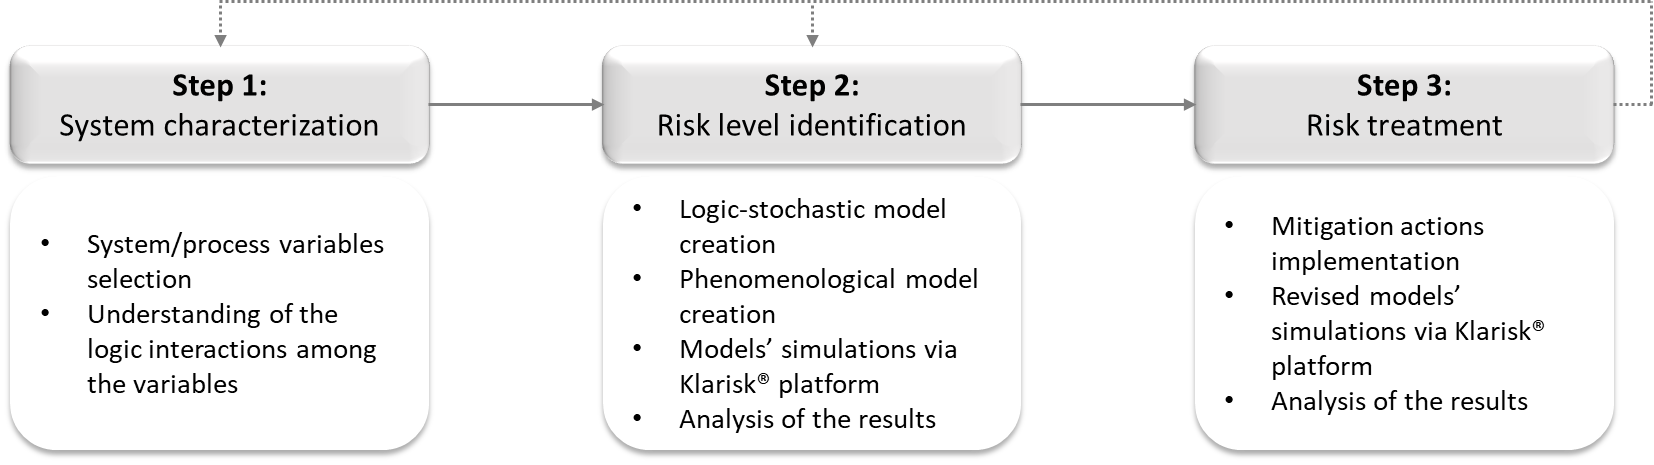 Step 1:
System characterization
• System/process variables
selection
• Understanding of the
logic interactions among
the variables
Step 2:
Risk level identification
• Logic-stochastic model
creation
• Phenomenological model
creation
• Models’ simulations via
Klarisk® platform
• Analysis of the results
Step 3:
Risk treatment
• Mitigation actions
implementation
• Revised models’
simulations via Klarisk®
platform
• Analysis of the results